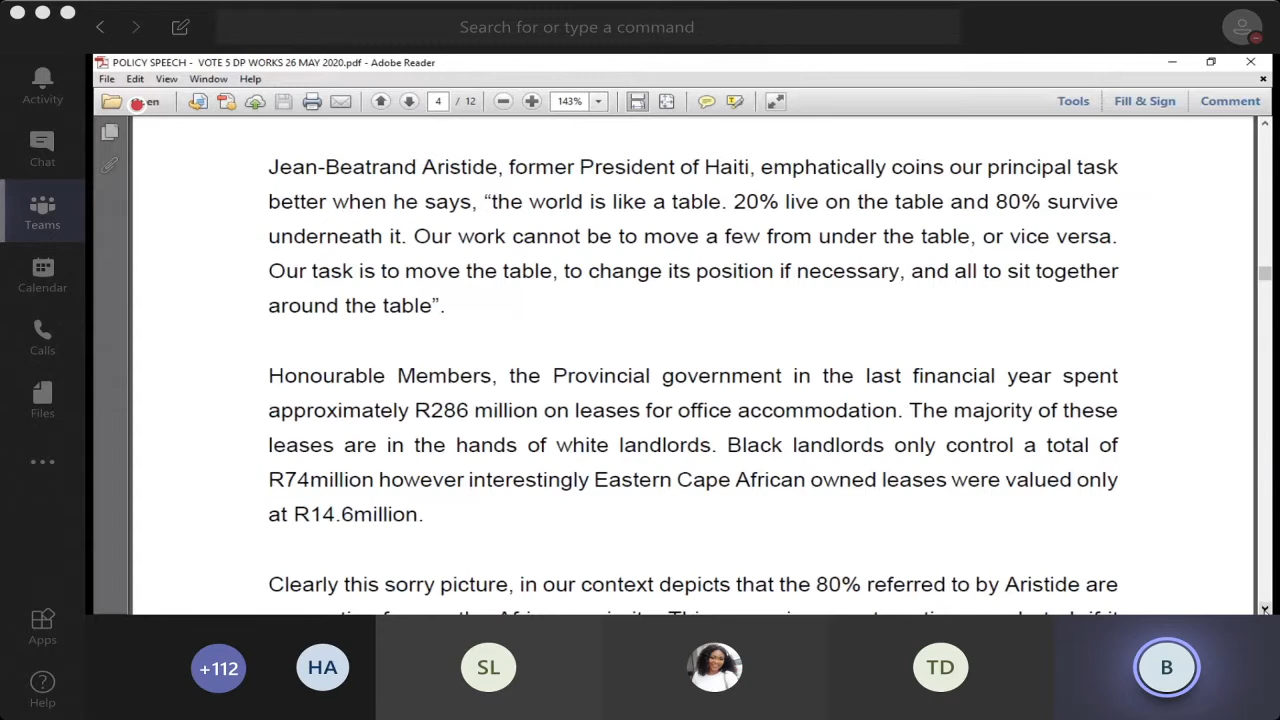 Search for or type a command
POLICY SPEECH - VOTE 5 DP WORKS 26 MAY 2020.pdf - Adobe Reader
File Edit View Window Help
en 4 / 12 143% Tools Fill & Sign Comment
Activity
Chat
Teams
Calendar
Calls
Files
Apps
Help
Jean-Beatrand Aristide, former President of Haiti, emphatically coins our principal task
better when he says, “the world is like a table. 20% live on the table and 80% survive
underneath it. Our work cannot be to move a few from under the table, or vice versa.
Our task is to move the table, to change its position if necessary, and all to sit together
around the table”.
Honourable Members, the Provincial government in the last financial year spent
approximately R286 million on leases for office accommodation. The majority of these
leases are in the hands of white landlords. Black landlords only control a total of
R74million however interestingly Eastern Cape African owned leases were valued only
at R14.6million.
Clearly this sorry picture, in our context depicts that the 80% referred to by Aristide are
+112 HA SL TD B